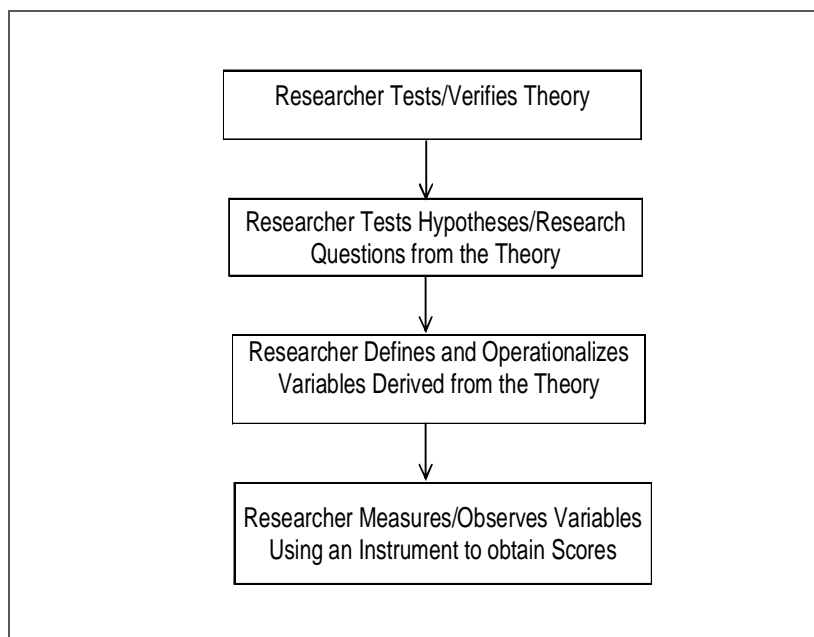 Researcher Tests/Verifies Theory
Researcher Tests Hypotheses/Research
Questions from the Theory
Researcher Defines and Operationalizes
Variables Derived from the Theory
Researcher Measures/Observes Variables
Using an Instrument to obtain Scores